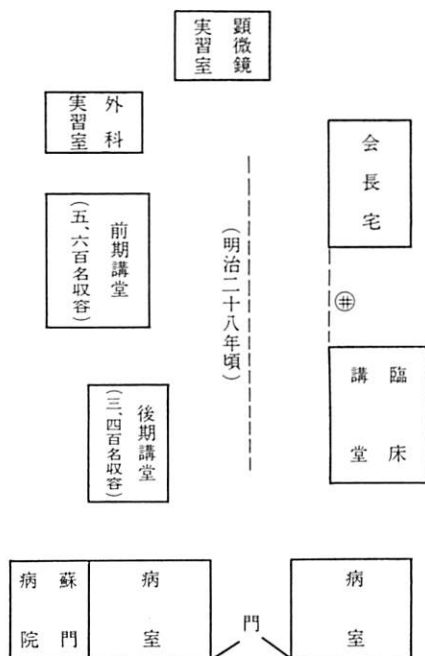 顕微鏡
実習室
外科
実習室
会長宅
前期講堂
（五、六百名収容）
（明治二十八年頃）
井
臨床
講堂
後期講堂
（三、四百名収容）
病室
門
病室
蘇門
病院